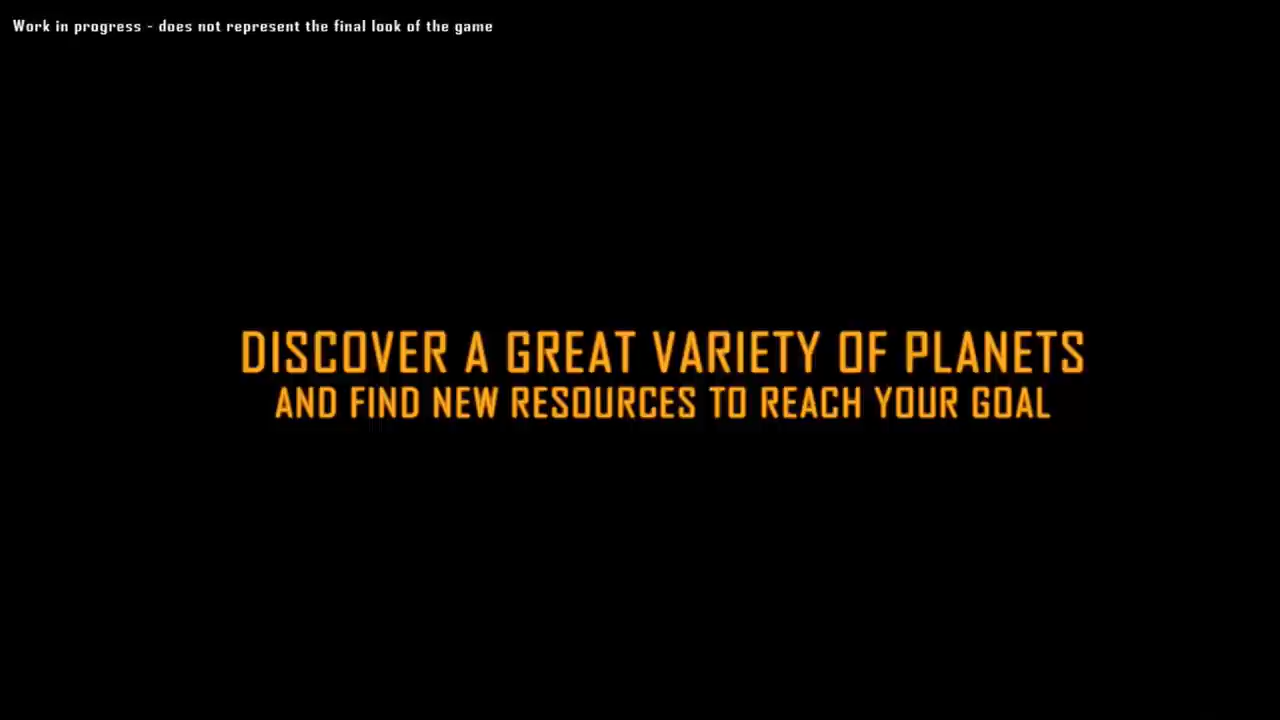 Work in progress - does not represent the final look of the game
DISCOVER A GREAT VARIETY OF PLANETS
AND FIND NEW RESOURCES TO REACH YOUR GOAL